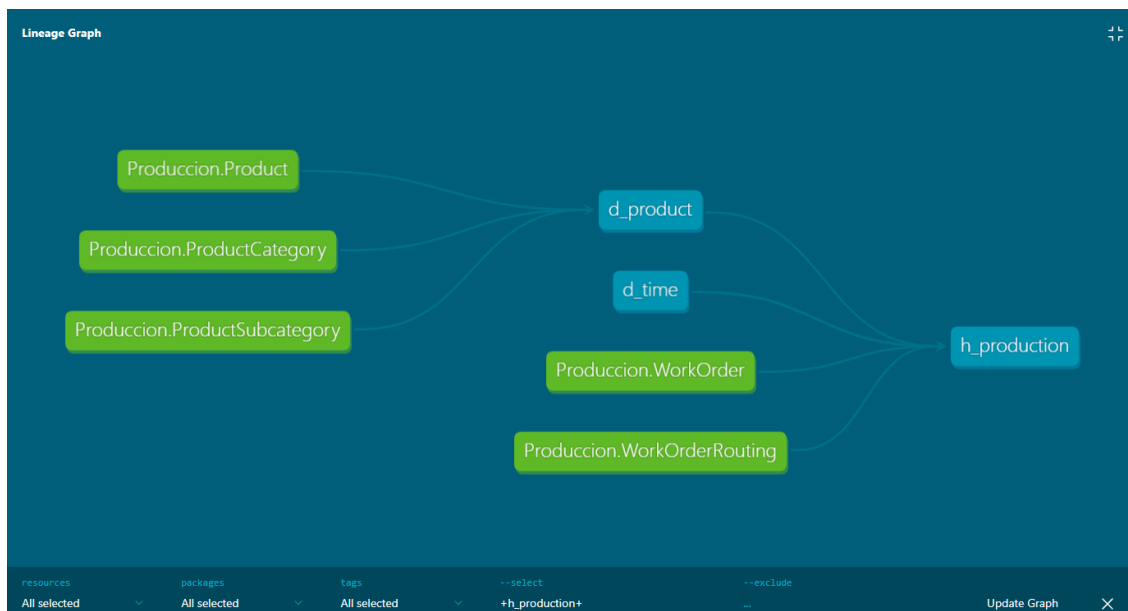 Lineage Graph
Produccion.Product
Produccion.ProductCategory
Produccion.ProductSubcategory
d_product
d_time
Produccion.WorkOrder
Produccion.WorkOrderRouting
h_production
resources
All selected
packages
All selected
tags
All selected
--select
+h_production+
--exclude
...
Update Graph